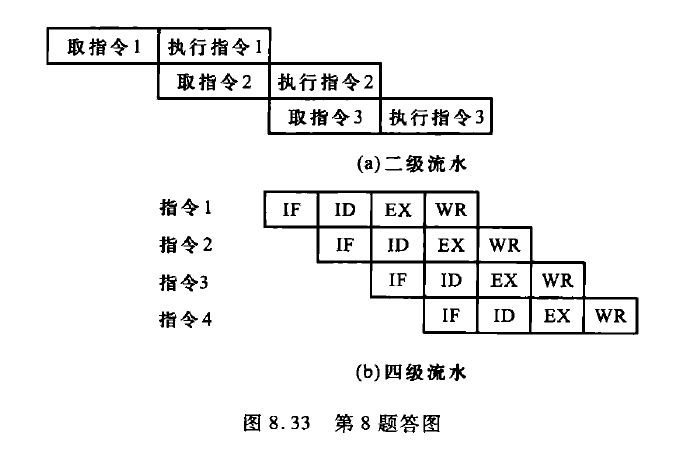 取指令1 执行指令1
取指令2 执行指令2
取指令3 执行指令3
(a)二级流水
指令1 IF ID EX WR
指令2 IF ID EX WR
指令3 IF ID EX WR
指令4 IF ID EX WR
(b)四级流水
图 8.33 第 8 题答图